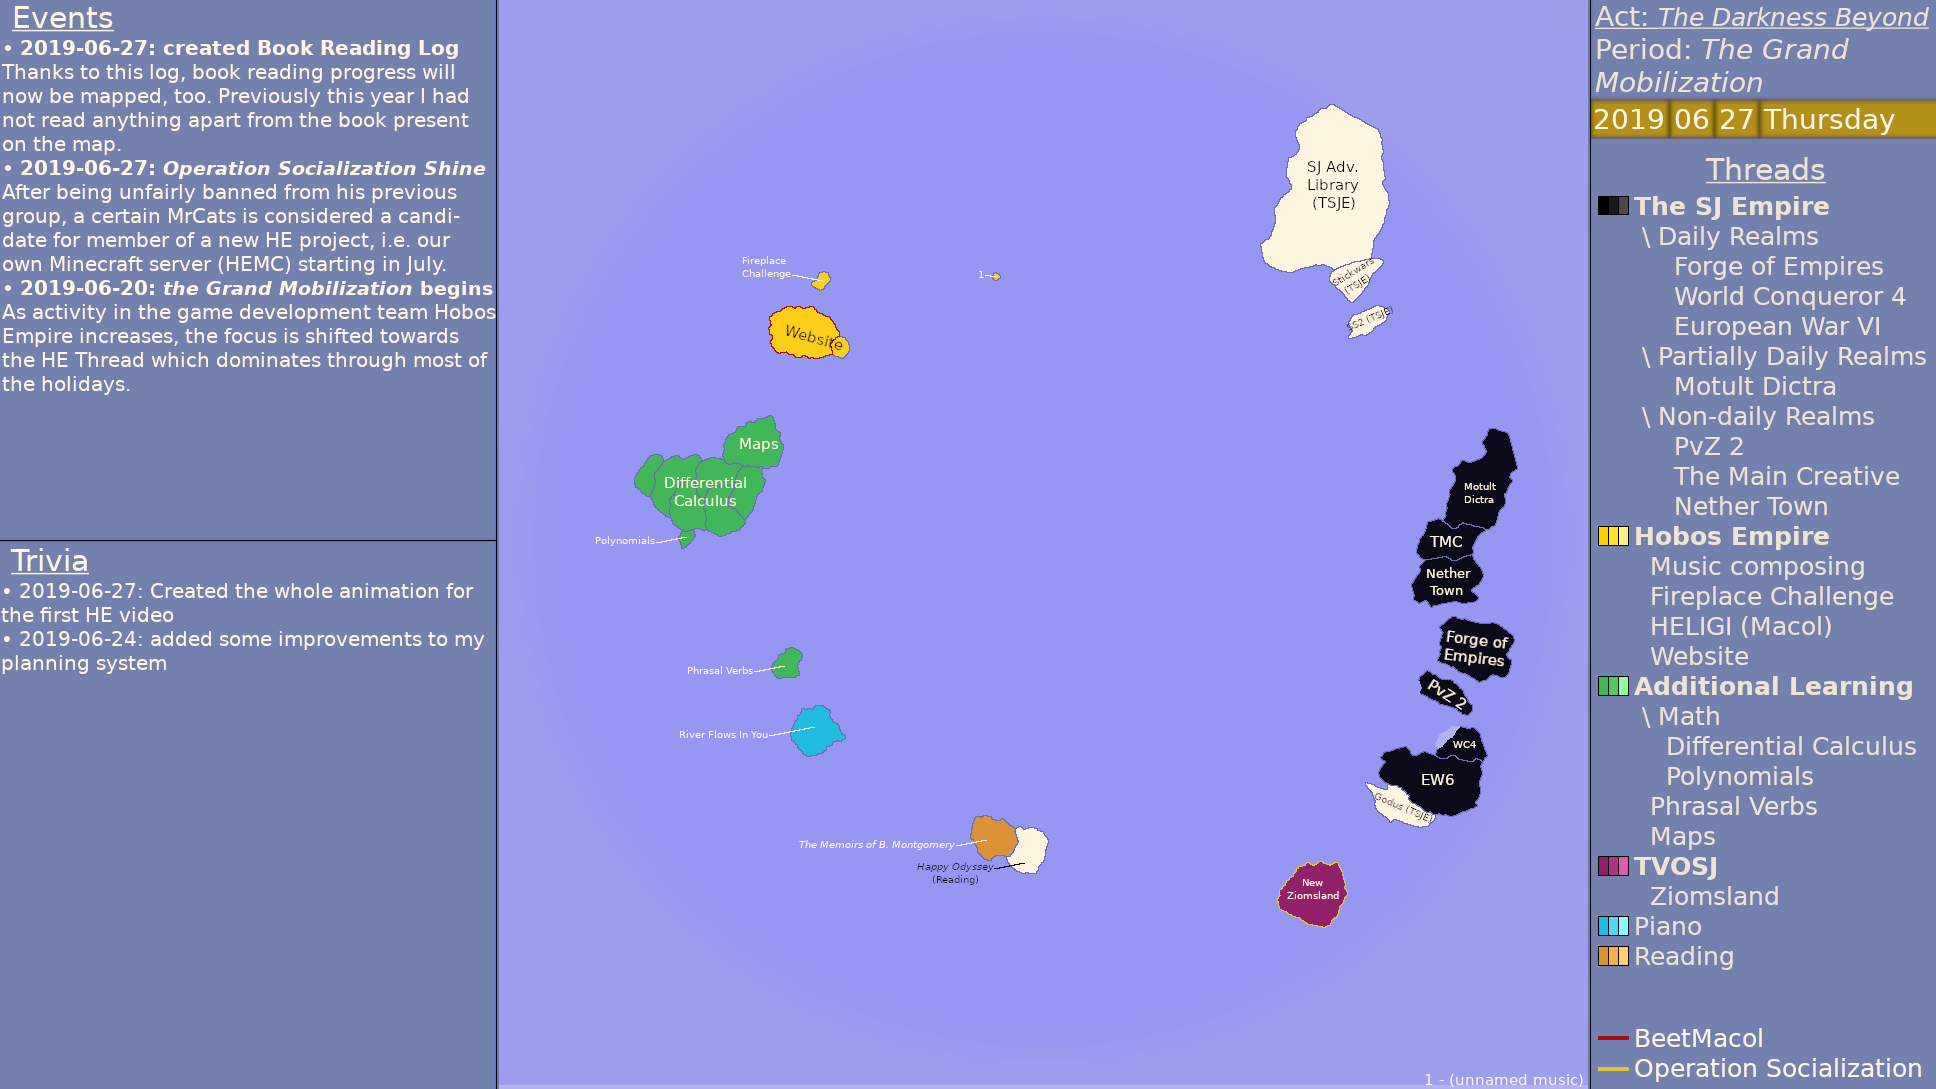 Events
• 2019-06-27: created Book Reading Log
Thanks to this log, book reading progress will
now be mapped, too. Previously this year I had
not read anything apart from the book present
on the map.
• 2019-06-27: Operation Socialization Shine
After being unfairly banned from his previous
group, a certain MrCats is considered a candi-
date for member of a new HE project, i.e. our
own Minecraft server (HEMC) starting in July.
• 2019-06-20: the Grand Mobilization begins
As activity in the game development team Hobos
Empire increases, the focus is shifted towards
the HE Thread which dominates through most of
the holidays.
Trivia
• 2019-06-27: Created the whole animation for
the first HE video
• 2019-06-24: added some improvements to my
planning system
SJ Adv.
Library
(TSJE)
Stickwars
(TSJE)
SS2 (TSJE)
Fireplace
Challenge
1
Website
Maps
Differential
Calculus
Polynomials
Motult
Dictra
TMC
Nether
Town
Forge of
Empires
Phrasal Verbs
PvZ 2
River Flows In You
WC4
EW6
Godus (TSJE)
The Memoirs of B. Montgomery
Happy Odyssey
(Reading)
New
Ziomsland
1 - (unnamed music)
Act: The Darkness Beyond
Period: The Grand
Mobilization
2019 06 27 Thursday
Threads
The SJ Empire
\ Daily Realms
Forge of Empires
World Conqueror 4
European War VI
\ Partially Daily Realms
Motult Dictra
\ Non-daily Realms
PvZ 2
The Main Creative
Nether Town
Hobos Empire
Music composing
Fireplace Challenge
HELIGI (Macol)
Website
Additional Learning
\ Math
Differential Calculus
Polynomials
Phrasal Verbs
Maps
TVOSJ
Ziomsland
Piano
Reading
BeetMacol
Operation Socialization